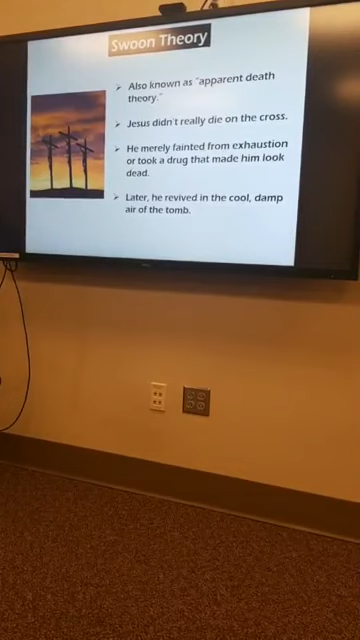 Swoon Theory
Also known as "apparent death
theory."
Jesus didn't really die on the cross.
He merely fainted from exhaustion
or took a drug that made him look
dead.
Later, he revived in the cool, damp
air of the tomb.